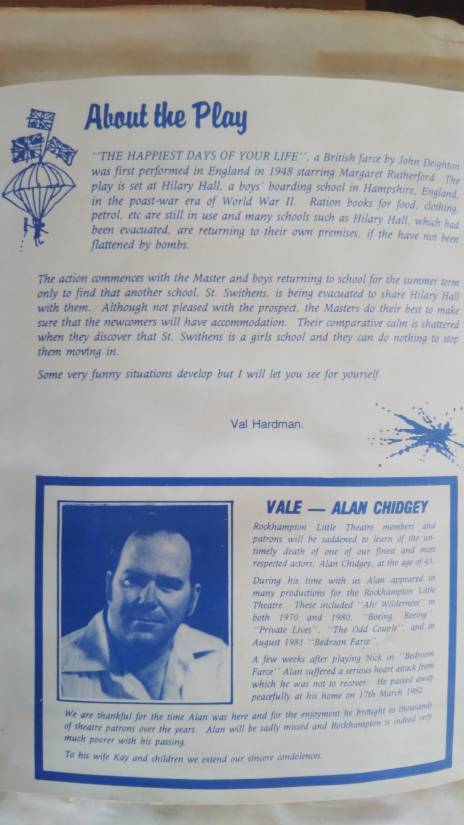 About the Play
"THE HAPPIEST DAYS OF YOUR LIFE", a British farce by John Deighton
was first performed in England in 1948 starring Margaret Rutherford. The
play is set at Hilary Hall, a boys' boarding school in Hampshire, England,
in the poast-war era of World War II. Ration books for food, clothing,
petrol, etc are still in use and many schools such as Hilary Hall, which had
been evacuated, are returning to their own premises, if the have not been
flattened by bombs.
The action commences with the Master and boys returning to school for the summer term
only to find that another school, St. Swithens, is being evacuated to share Hilary Hall
with them. Although not pleased with the prospect, the Masters do their best to make
sure that the newcomers will have accommodation. Their comparative calm is shattered
when they discover that St. Swithens is a girls school and they can do nothing to stop
them moving in.
Some very funny situations develop but I will let you see for yourself.
Val Hardman.
VALE — ALAN CHIDGEY
Rockhampton Little Theatre members and
patrons will be saddened to learn of the un-
timely death of one of our finest and most
respected actors, Alan Chidgey, at the age of 43.
During his time with us Alan appeared in
many productions for the Rockhampton Little
Theatre. These included "Ah! Wilderness" in
both 1970 and 1980, "Boeing, Boeing"
"Private Lives", "The Odd Couple", and in
August 1981 "Bedroon Farce".
A few weeks after playing Nick in "Bedroom
Farce" Alan suffered a serious heart attack from
which he was not to recover. He passed away
peacefully at his home on 17th March 1982.
We are thankful for the time Alan was here and for the enjoyment he brought to thousands
of theatre patrons over the years. Alan will be sadly missed and Rockhampton is indeed very
much poorer with his passing.
To his wife Kay and children we extend our sincere condolences.